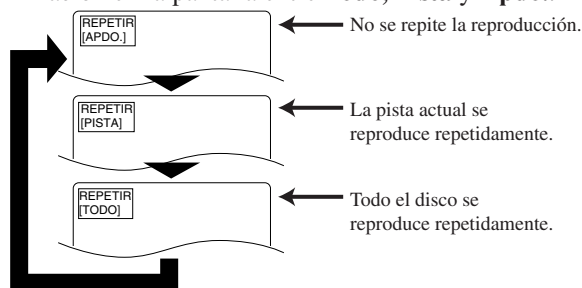 REPETIR
[APDO.]
No se repite la reproducción.
REPETIR
[PISTA]
La pista actual se
reproduce repetidamente.
REPETIR
[TODO]
Todo el disco se
reproduce repetidamente.